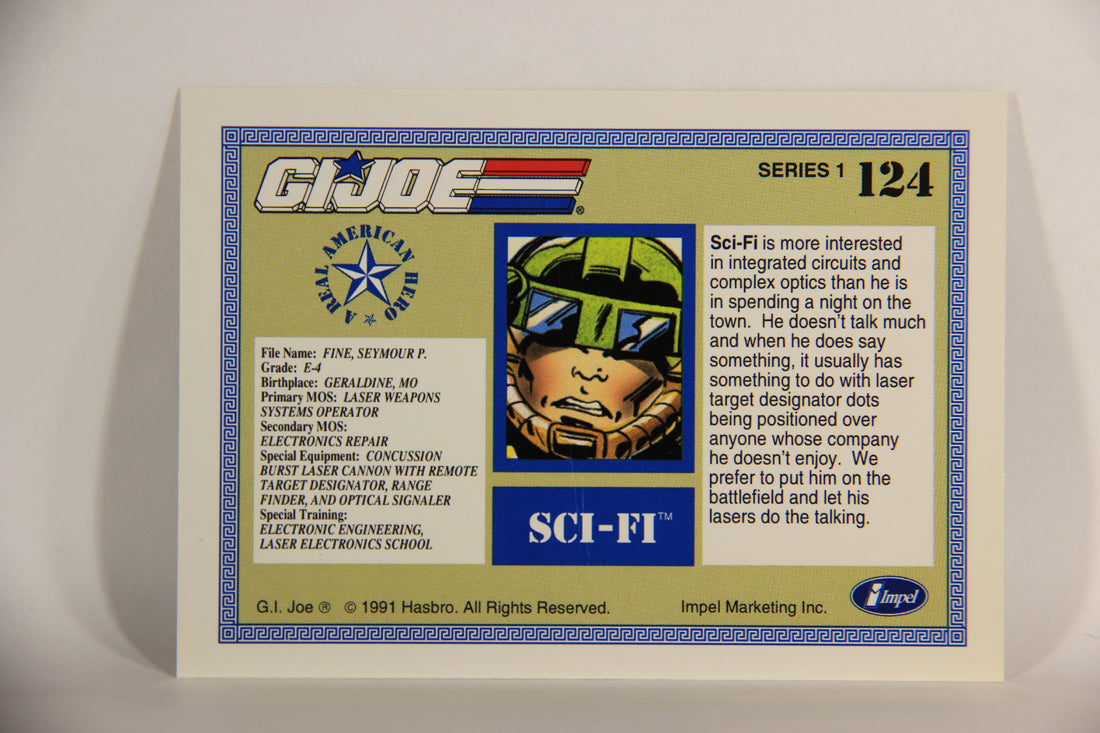 G.I. JOE ®
SERIES 1 124
A REAL AMERICAN HERO
File Name: FINE, SEYMOUR P.
Grade: E-4
Birthplace: GERALDINE, MO
Primary MOS: LASER WEAPONS
SYSTEMS OPERATOR
Secondary MOS:
ELECTRONICS REPAIR
Special Equipment: CONCUSSION
BURST LASER CANNON WITH REMOTE
TARGET DESIGNATOR, RANGE
FINDER, AND OPTICAL SIGNALER
Special Training:
ELECTRONIC ENGINEERING,
LASER ELECTRONICS SCHOOL
SCI-FI™
Sci-Fi is more interested
in integrated circuits and
complex optics than he is
in spending a night on the
town. He doesn't talk much
and when he does say
something, it usually has
something to do with laser
target designator dots
being positioned over
anyone whose company
he doesn't enjoy. We
prefer to put him on the
battlefield and let his
lasers do the talking.
G.I. Joe ® © 1991 Hasbro. All Rights Reserved.
Impel Marketing Inc.
Impel